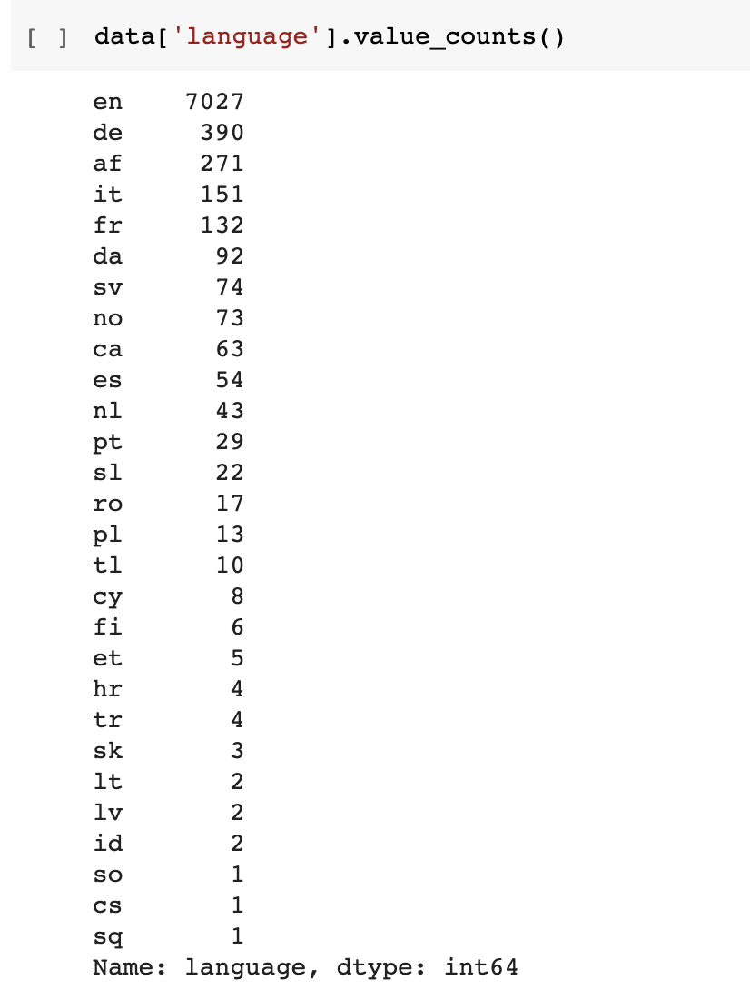 [ ] data['language'].value_counts()
en 7027
de 390
af 271
it 151
fr 132
da 92
sv 74
no 73
ca 63
es 54
nl 43
pt 29
sl 22
ro 17
pl 13
tl 10
cy 8
fi 6
et 5
hr 4
tr 4
sk 3
lt 2
lv 2
id 2
so 1
cs 1
sq 1
Name: language, dtype: int64